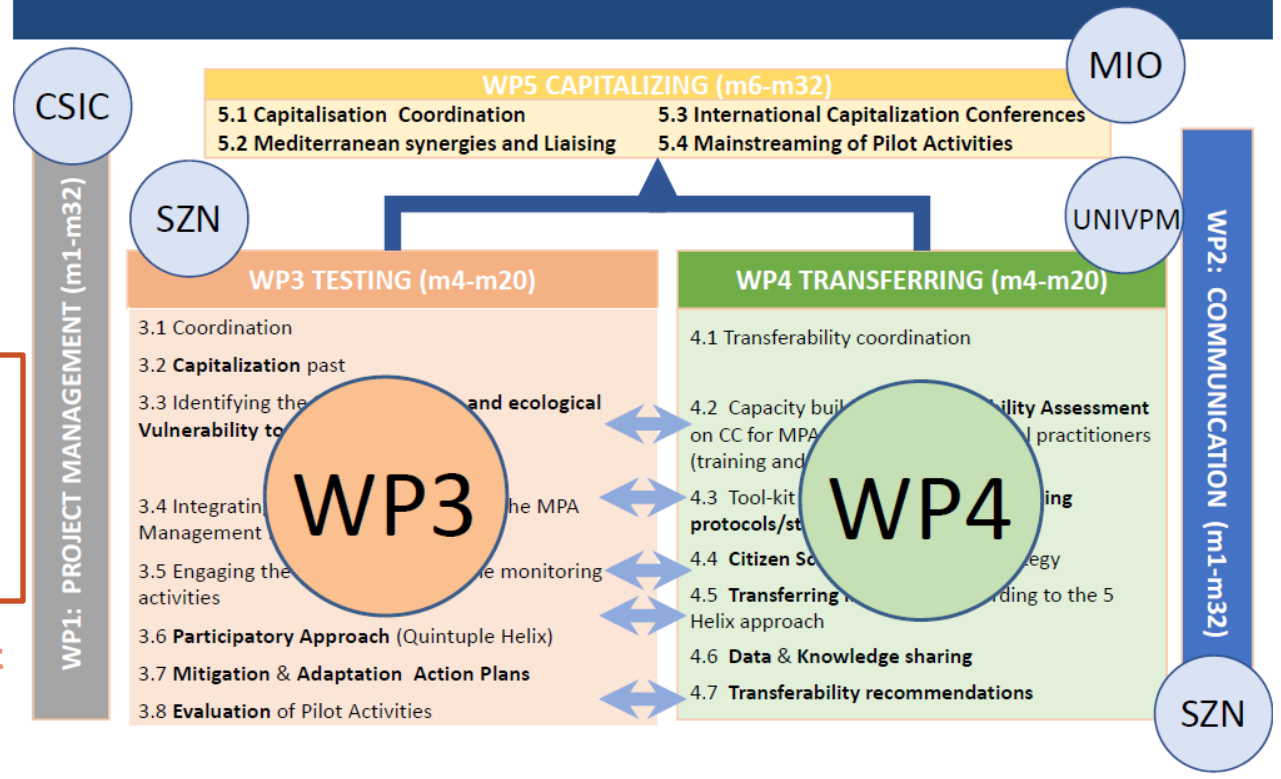 CSIC
MIO
WP5 CAPITALIZING (m6-m32)
5.1 Capitalisation Coordination
5.2 Mediterranean synergies and Liaising
5.3 International Capitalization Conferences
5.4 Mainstreaming of Pilot Activities
WP1: PROJECT MANAGEMENT (m1-m32)
SZN
WP3 TESTING (m4-m20)
3.1 Coordination
3.2 Capitalization past
3.3 Identifying the and ecological
Vulnerability to
3.4 Integrating he MPA
Management
3.5 Engaging the monitoring
activities
3.6 Participatory Approach (Quintuple Helix)
3.7 Mitigation & Adaptation Action Plans
3.8 Evaluation of Pilot Activities
WP3
UNIVPM
WP4 TRANSFERRING (m4-m20)
4.1 Transferability coordination
4.2 Capacity bui ility Assessment
on CC for MPA l practitioners
(training and
4.3 Tool-kit ing
protocols/st
4.4 Citizen Sc egy
4.5 Transferring rding to the 5
Helix approach
4.6 Data & Knowledge sharing
4.7 Transferability recommendations
WP4
WP2: COMMUNICATION (m1-m32)
SZN